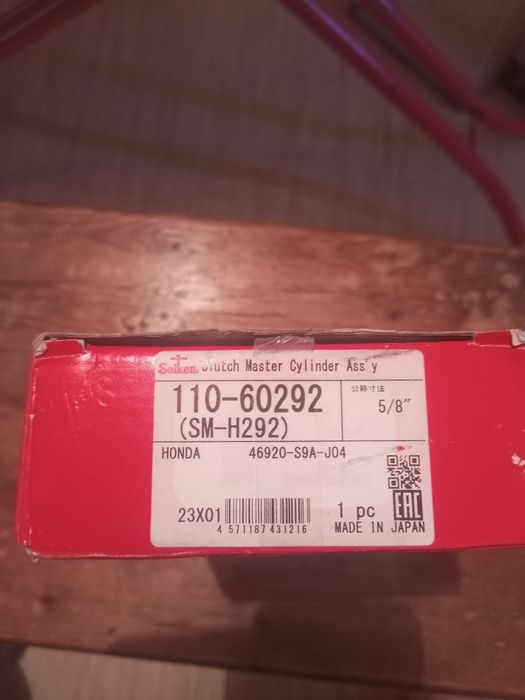 Seiken Clutch Master Cylinder Ass'y
110-60292
(SM-H292)
公称寸法
5/8"
HONDA 46920-S9A-J04
23X01
4 571187 431216
1 pc
MADE IN JAPAN
EAC